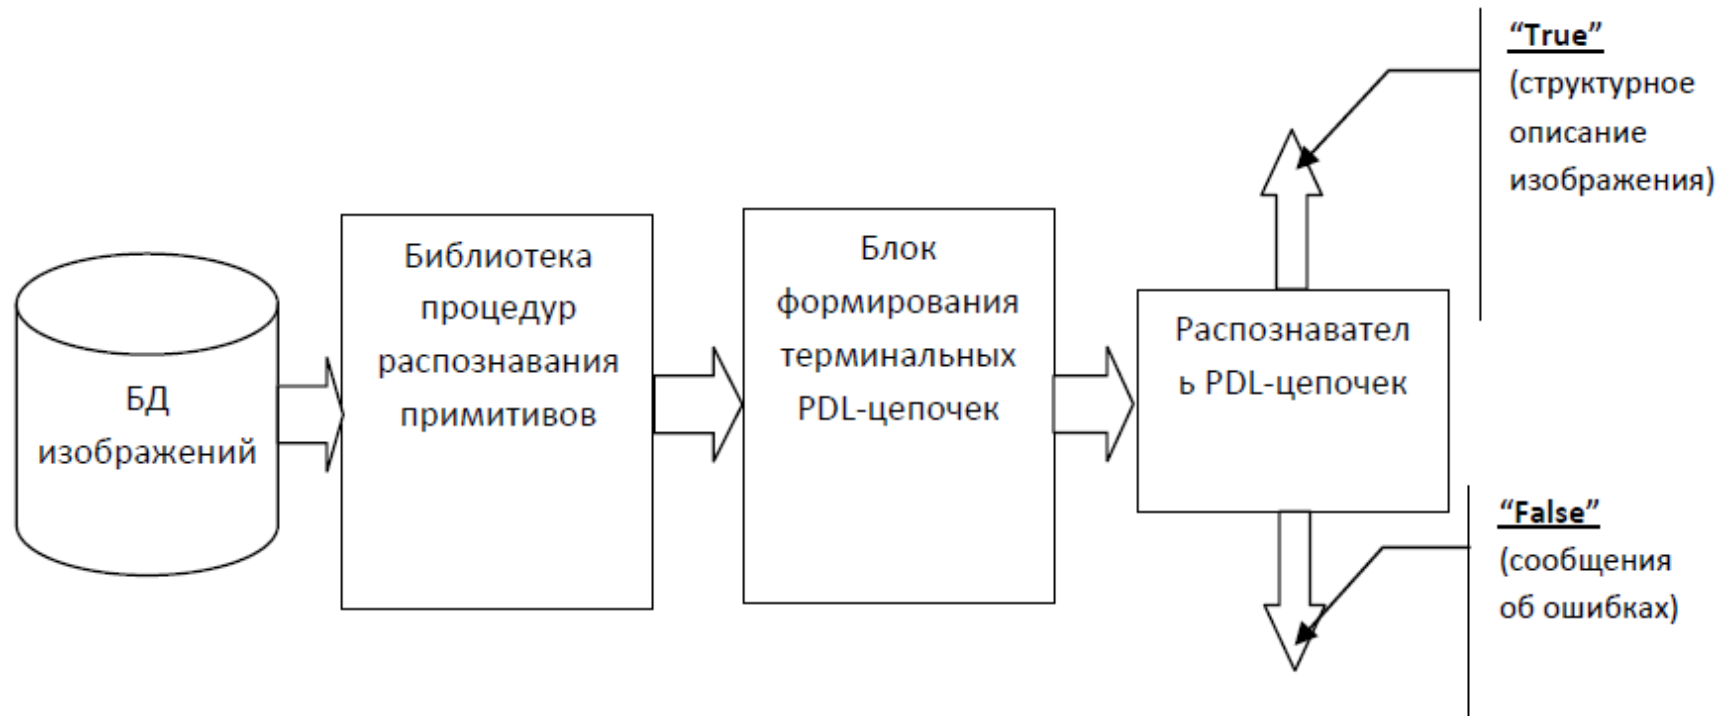 БД
изображений
Библиотека
процедур
распознавания
примитивов
Блок
формирования
терминальных
PDL-цепочек
Распознавател
ь PDL-цепочек
“True”
(структурное
описание
изображения)
“False”
(сообщения
об ошибках)